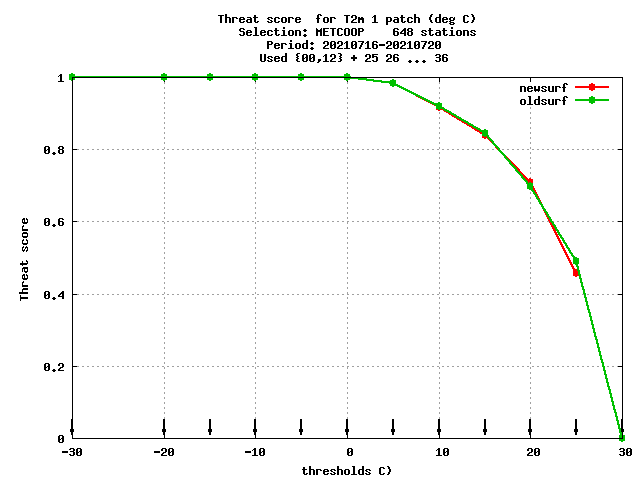 Threat score  for T2m 1 patch (deg C)
Selection: METCOOP    648 stations
Period: 20210716-20210720
Used {00,12} + 25 26 ... 36
newsurf
oldsurf
1
0.8
0.6
0.4
0.2
0
Threat score
-30
-20
-10
0
10
20
30
thresholds C)